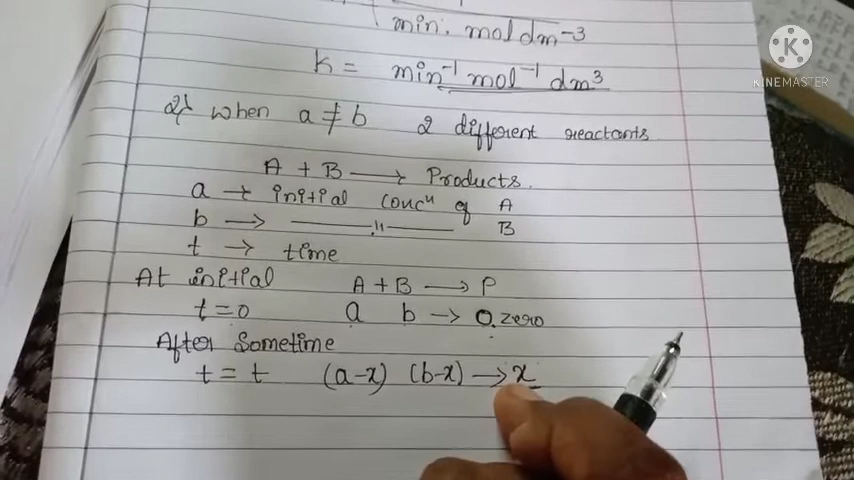 min. mol dm-3
K = min-1 mol-1 dm3
2) when a ≠ b 2 different reactants
A + B → Products.
a → initial concn of A
b → ——"—— B
t → time
At initial A + B → P
t = 0 a b → 0. zero
After Sometime
t = t (a-x) (b-x) → x
K
KINEMASTER